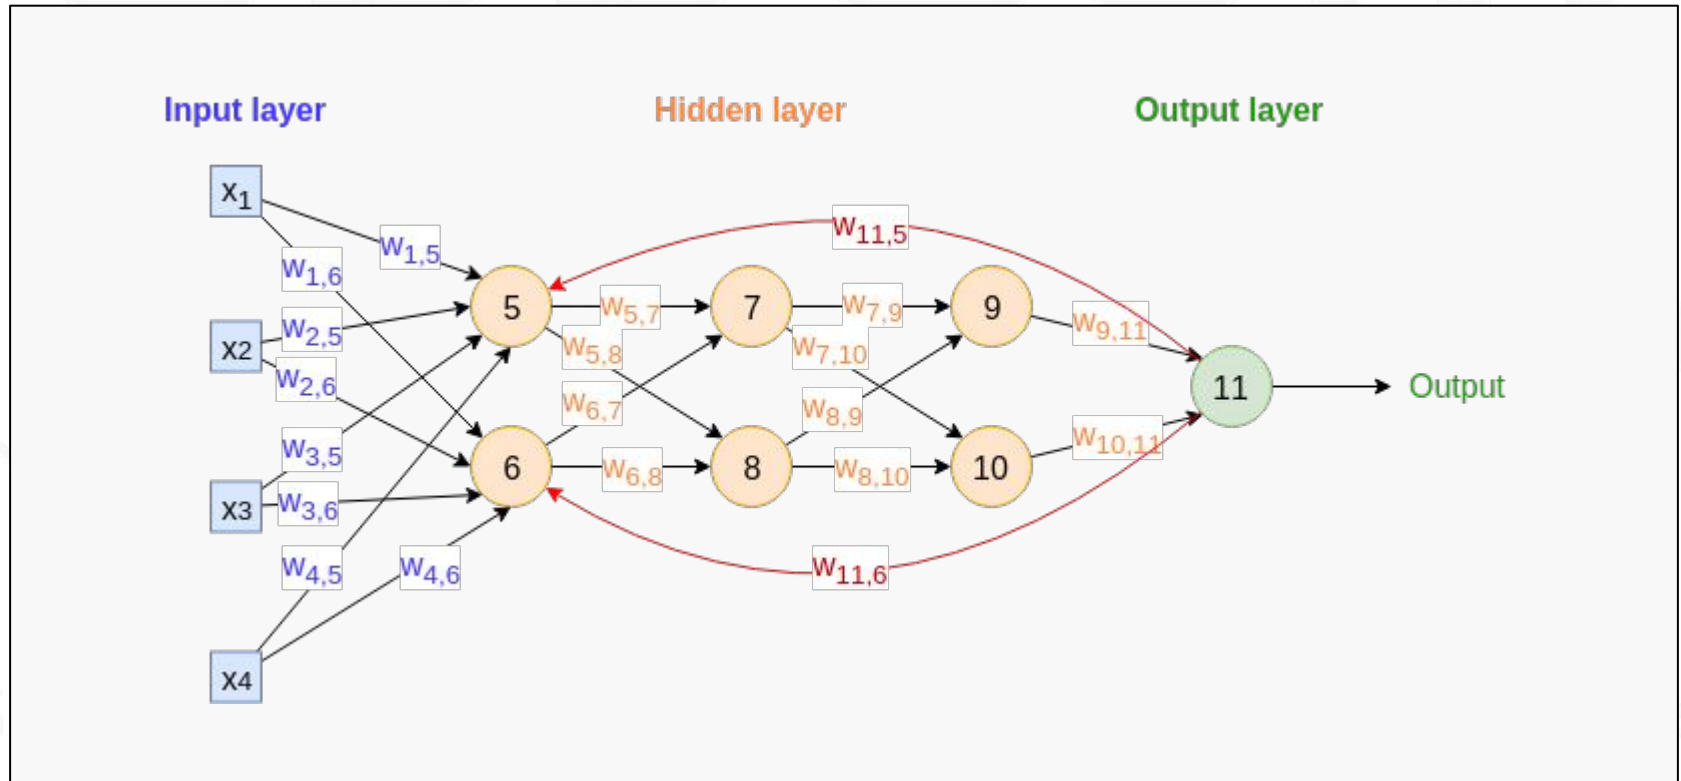 Input layer
Hidden layer
Output layer
x1
w1,5
w11,5
w1,6
x2
w2,5
5
w5,7
7
w7,9
9
w9,11
w2,6
w5,8
w7,10
11
Output
w6,7
w8,9
w3,5
x3
w3,6
6
w6,8
8
w8,10
10
w10,11
w4,5
w4,6
w11,6
x4